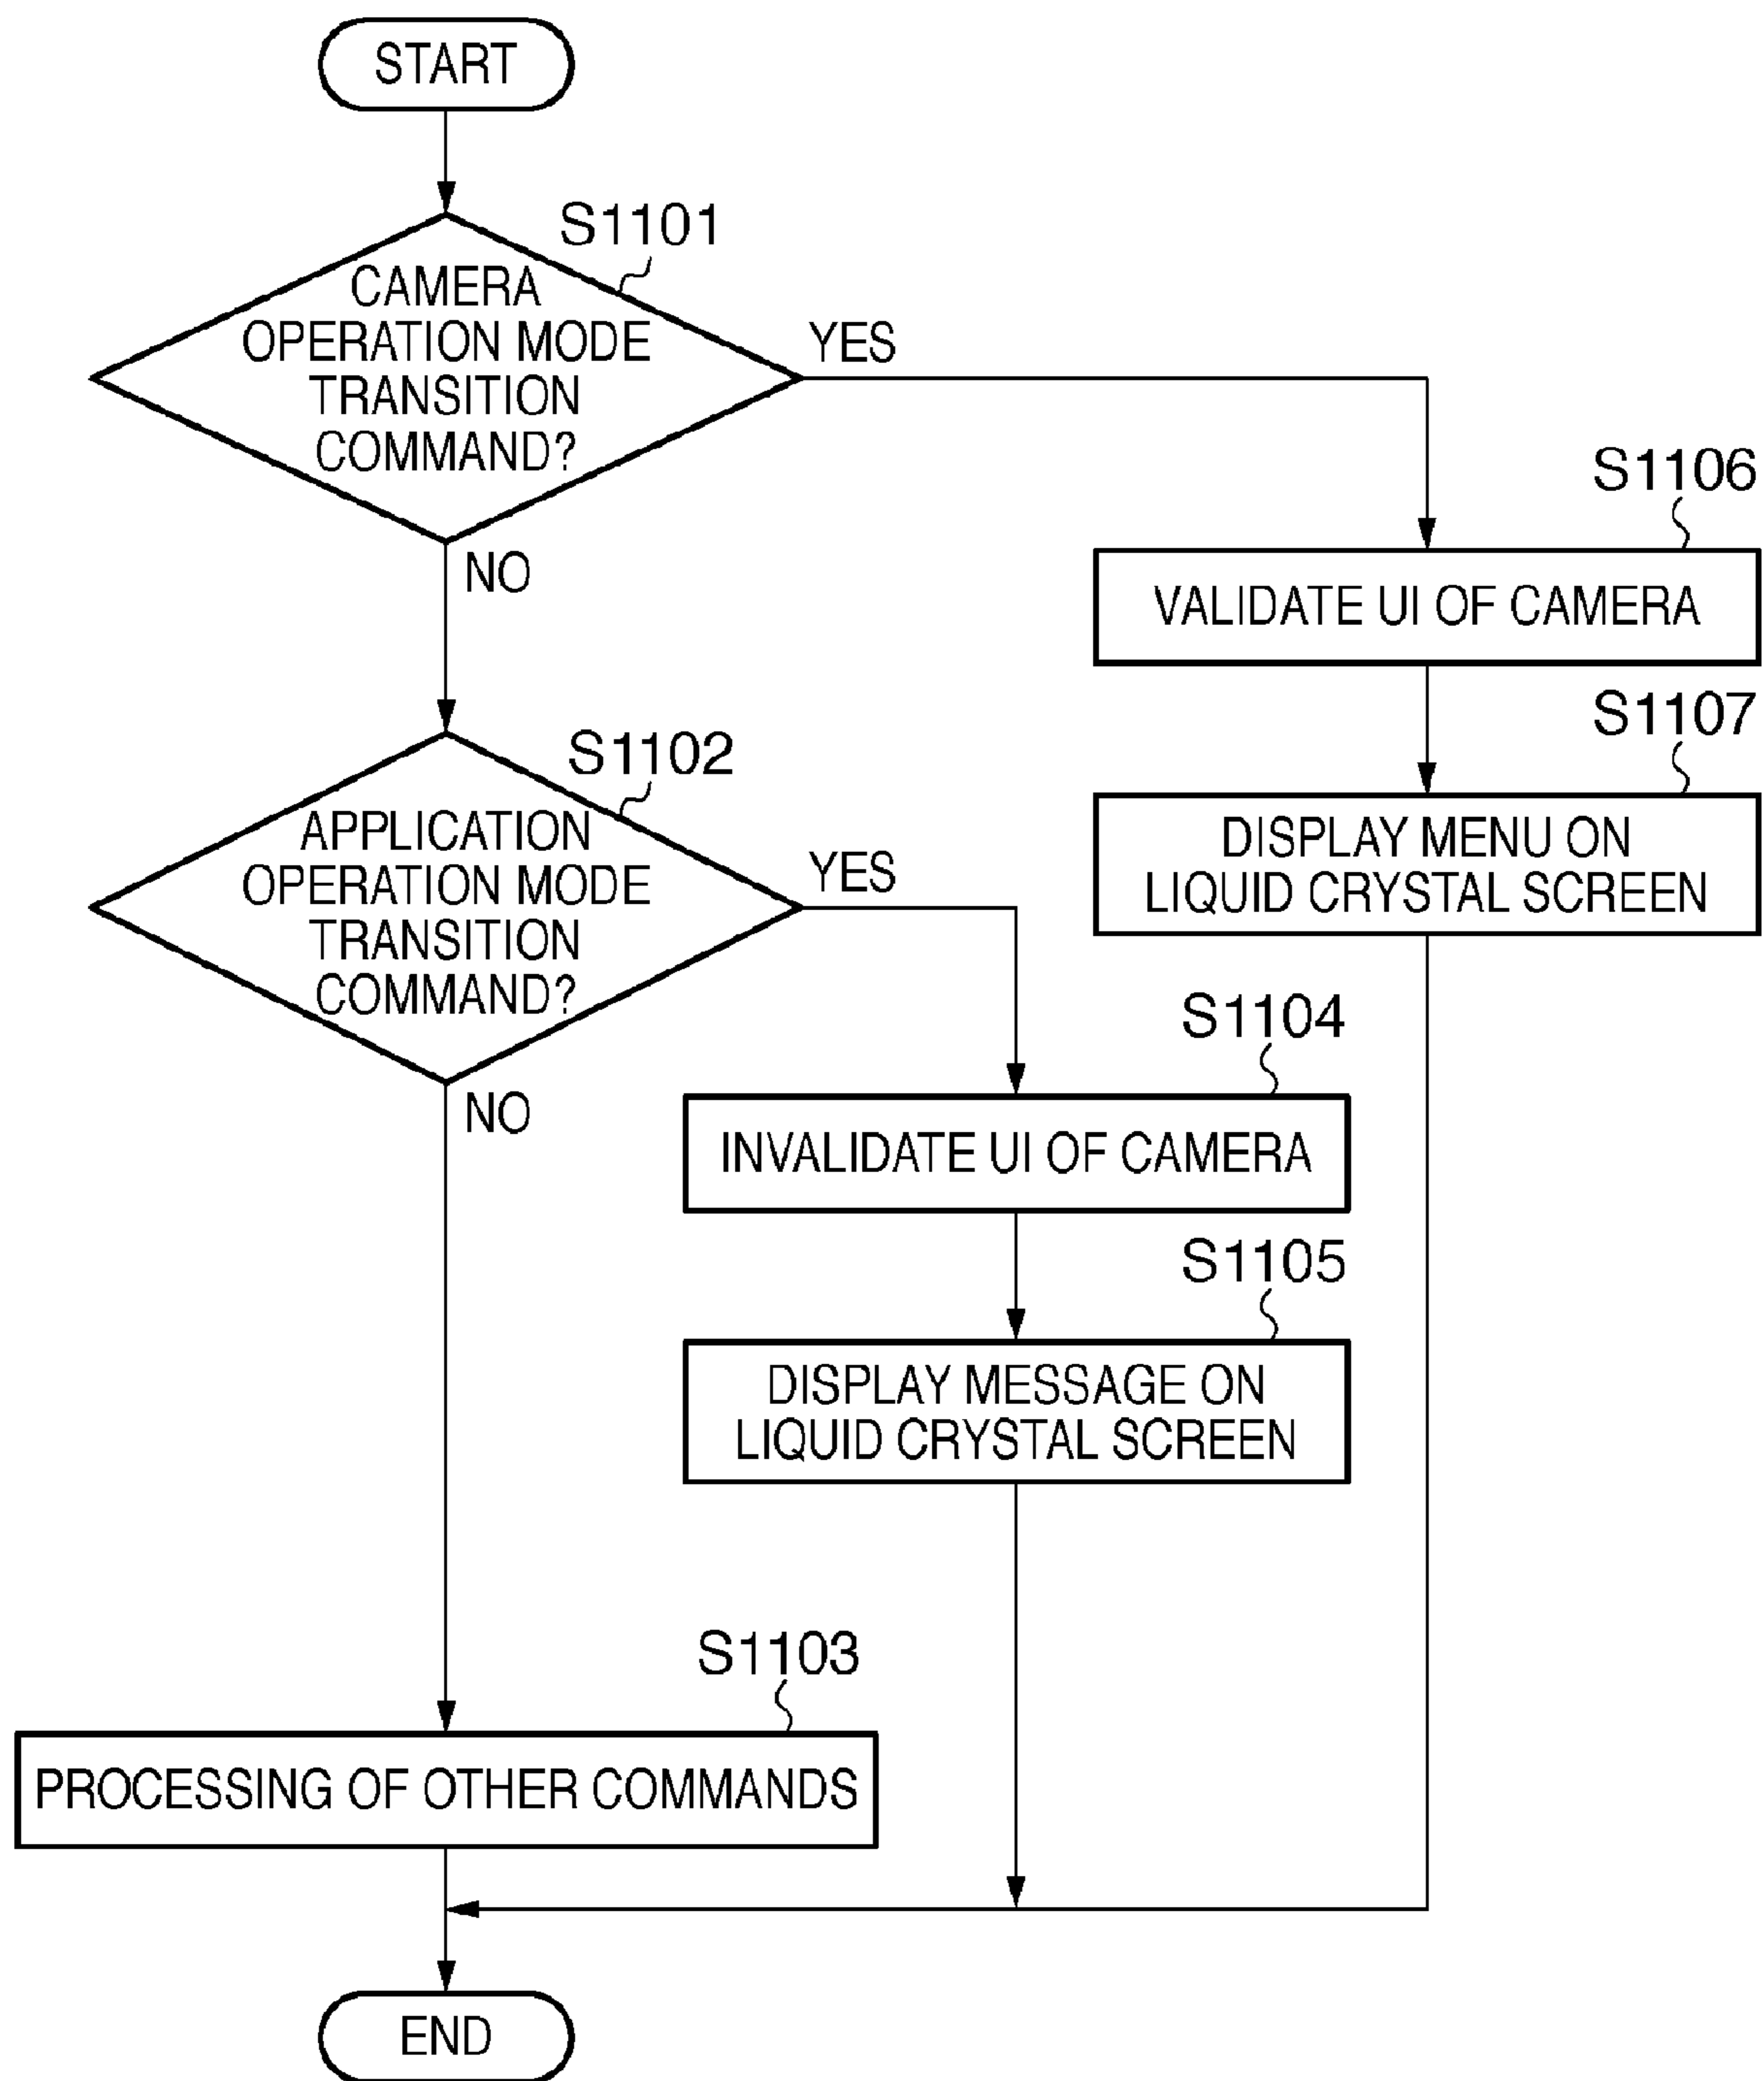 START
S1101
CAMERA
OPERATION MODE
TRANSITION
COMMAND?
YES
NO
S1106
VALIDATE UI OF CAMERA
S1107
DISPLAY MENU ON
LIQUID CRYSTAL SCREEN
S1102
APPLICATION
OPERATION MODE
TRANSITION
COMMAND?
YES
NO
S1104
INVALIDATE UI OF CAMERA
S1105
DISPLAY MESSAGE ON
LIQUID CRYSTAL SCREEN
S1103
PROCESSING OF OTHER COMMANDS
END